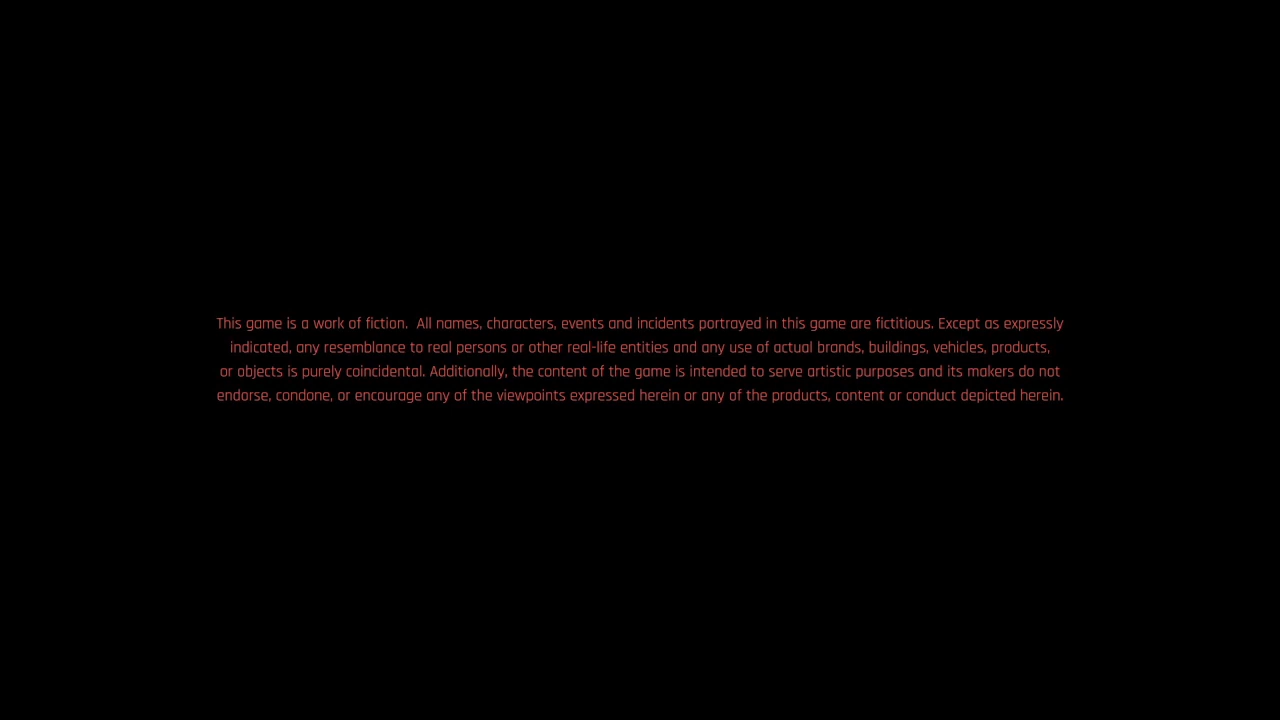 This game is a work of fiction.  All names, characters, events and incidents portrayed in this game are fictitious. Except as expressly
indicated, any resemblance to real persons or other real-life entities and any use of actual brands, buildings, vehicles, products,
or objects is purely coincidental. Additionally, the content of the game is intended to serve artistic purposes and its makers do not
endorse, condone, or encourage any of the viewpoints expressed herein or any of the products, content or conduct depicted herein.